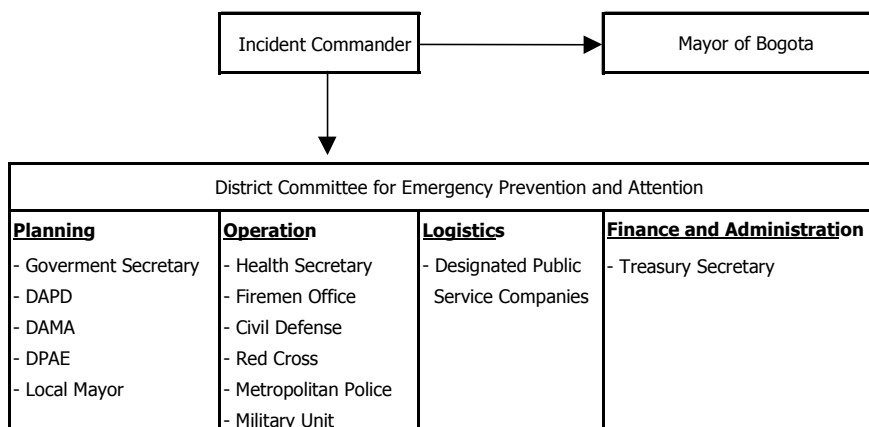 Incident Commander
Mayor of Bogota
District Committee for Emergency Prevention and Attention
Planning
- Goverment Secretary
- DAPD
- DAMA
- DPAE
- Local Mayor
Operation
- Health Secretary
- Firemen Office
- Civil Defense
- Red Cross
- Metropolitan Police
- Military Unit
Logistics
- Designated Public
Service Companies
Finance and Administration
- Treasury Secretary